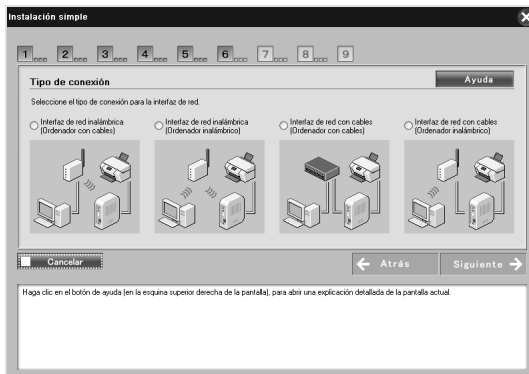 Instalación simple
1 2 3 4 5 6 7 8 9
Tipo de conexión
Ayuda
Seleccione el tipo de conexión para la interfaz de red.
Interfaz de red inalámbrica
(Ordenador con cables)
Interfaz de red inalámbrica
(Ordenador inalámbrico)
Interfaz de red con cables
(Ordenador con cables)
Interfaz de red con cables
(Ordenador inalámbrico)
Cancelar
Atrás
Siguiente
Haga clic en el botón de ayuda (en la esquina superior derecha de la pantalla), para abrir una explicación detallada de la pantalla actual.